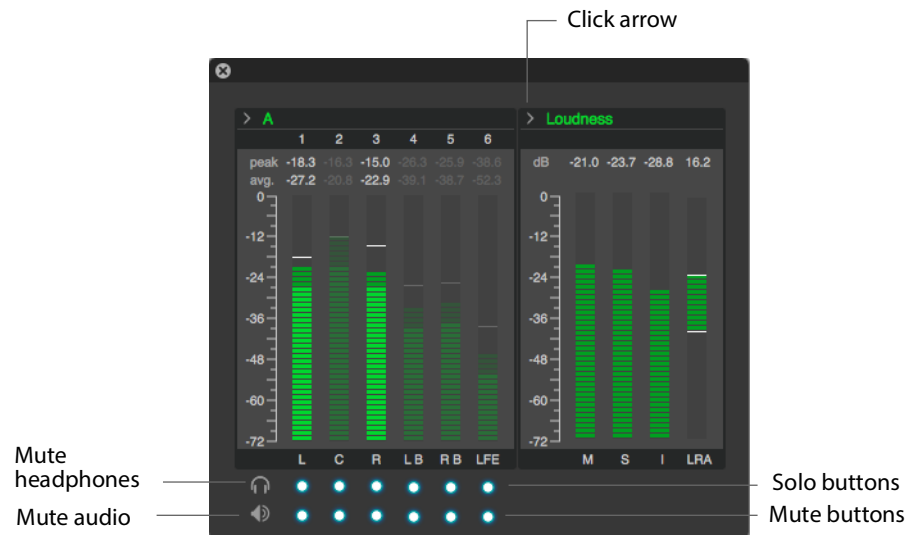 Click arrow
A
Loudness
1 2 3 4 5 6
peak -18.3 -16.3 -15.0 -26.3 -25.9 -38.6
avg. -27.2 -20.8 -22.9 -39.1 -38.7 -52.3
dB -21.0 -23.7 -28.8 16.2
0
-12
-24
-36
-48
-60
-72
0
-12
-24
-36
-48
-60
-72
L C R L B R B LFE
M S I LRA
Mute
headphones
Mute audio
Solo buttons
Mute buttons